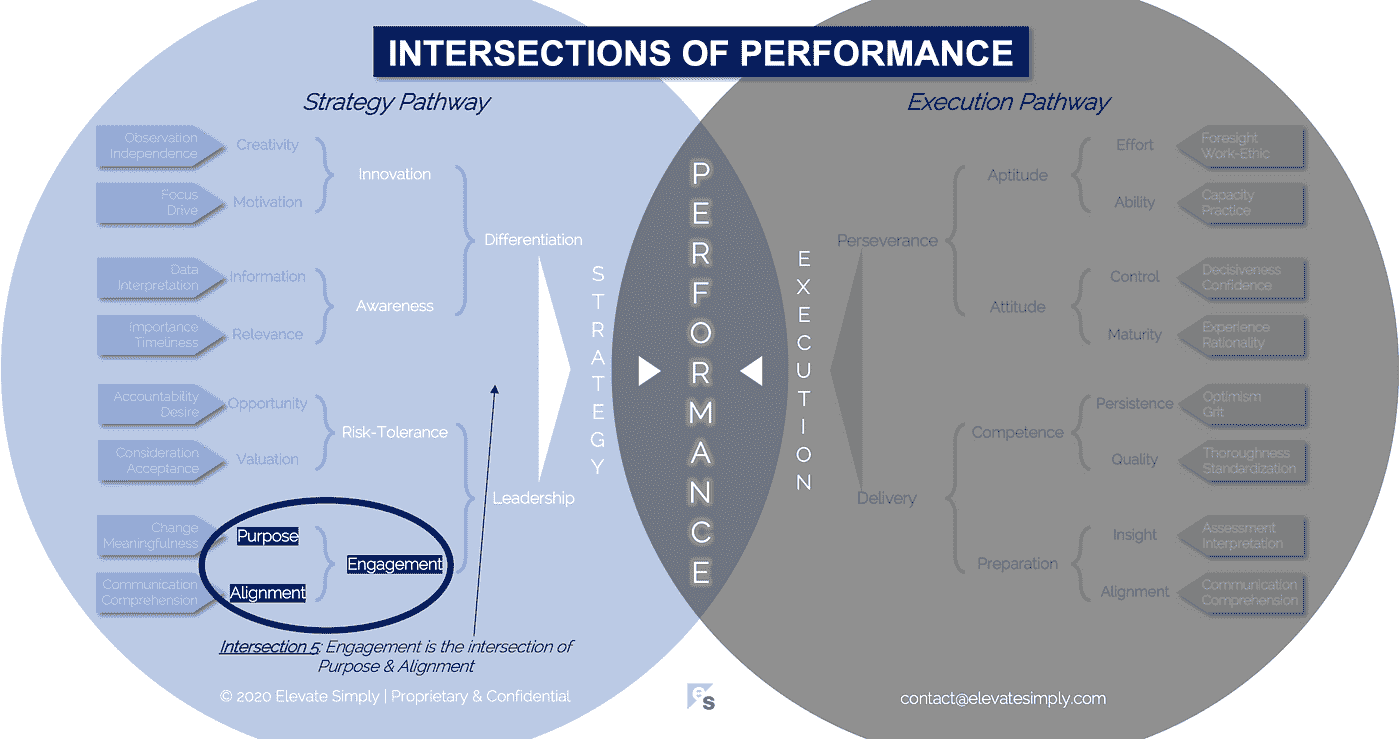 INTERSECTIONS OF PERFORMANCE
Strategy Pathway
Execution Pathway
Observation
Independence
Creativity
Focus
Drive
Motivation
Innovation
Data
Interpretation
Information
Importance
Timeliness
Relevance
Awareness
Differentiation
Accountability
Desire
Opportunity
Consideration
Acceptance
Valuation
Risk-Tolerance
Change
Meaningfulness
Purpose
Communication
Comprehension
Alignment
Engagement
Leadership
STRATEGY
PERFORMANCE
EXECUTION
Perseverance
Aptitude
Effort
Foresight
Work-Ethic
Ability
Capacity
Practice
Attitude
Control
Decisiveness
Confidence
Maturity
Experience
Rationality
Delivery
Competence
Persistence
Optimism
Grit
Quality
Thoroughness
Standardization
Preparation
Insight
Assessment
Interpretation
Alignment
Communication
Comprehension
Intersection 5: Engagement is the intersection of
Purpose & Alignment
© 2020 Elevate Simply | Proprietary & Confidential
es
contact@elevatesimply.com